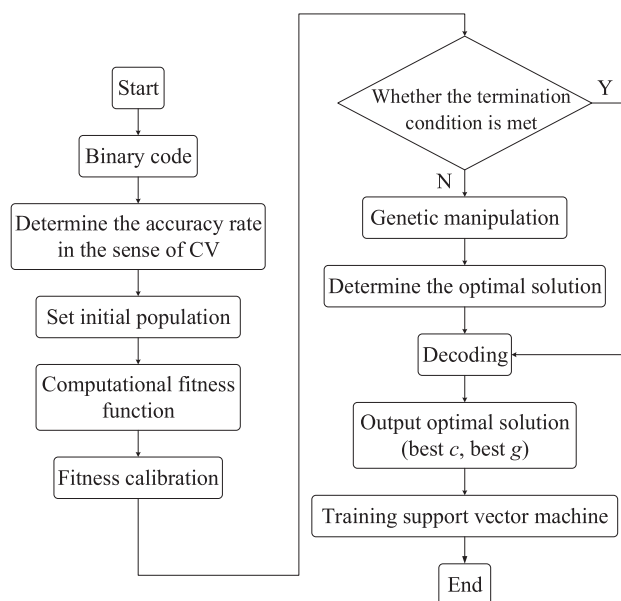 Start
Binary code
Determine the accuracy rate
in the sense of CV
Set initial population
Computational fitness
function
Fitness calibration
Whether the termination
condition is met
Y
N
Genetic manipulation
Determine the optimal solution
Decoding
Output optimal solution
(best c, best g)
Training support vector machine
End